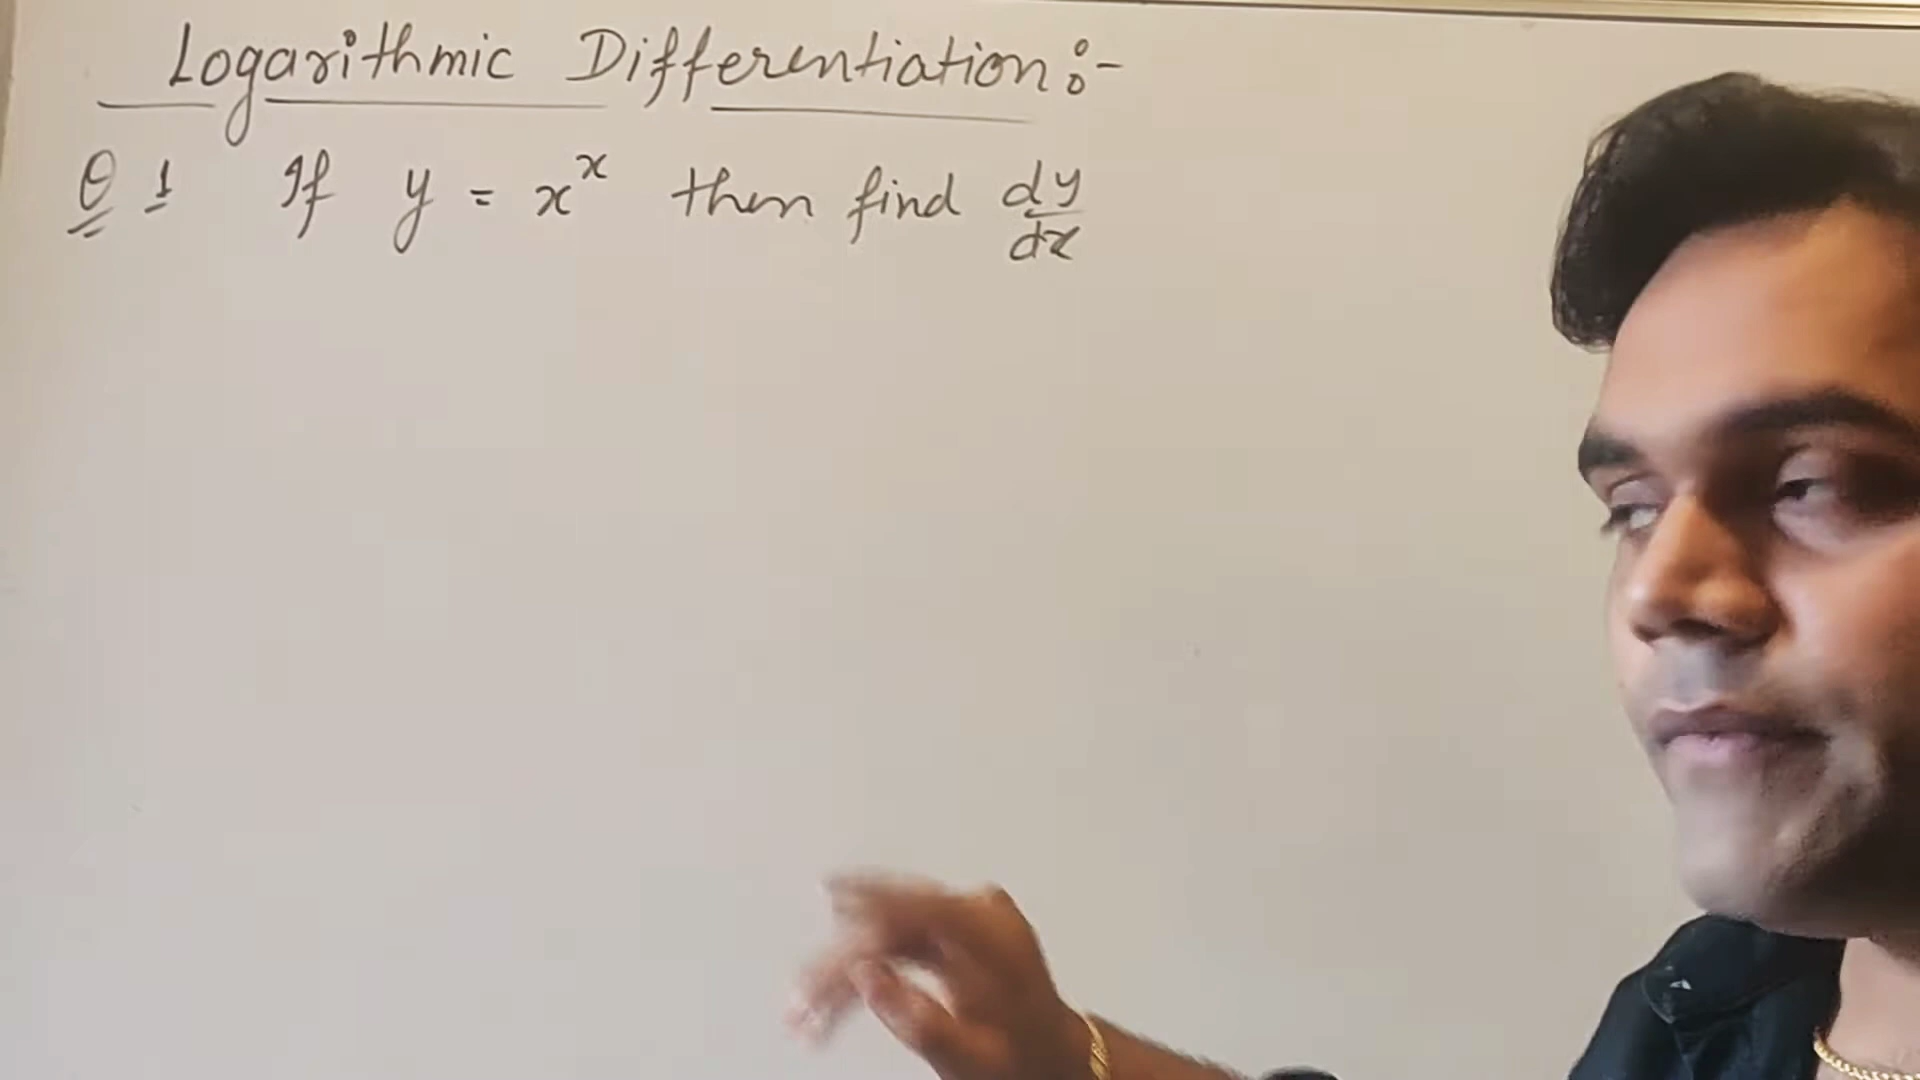 Logarithmic Differentiation:-
Q 1 If y = x^x then find dy/dx